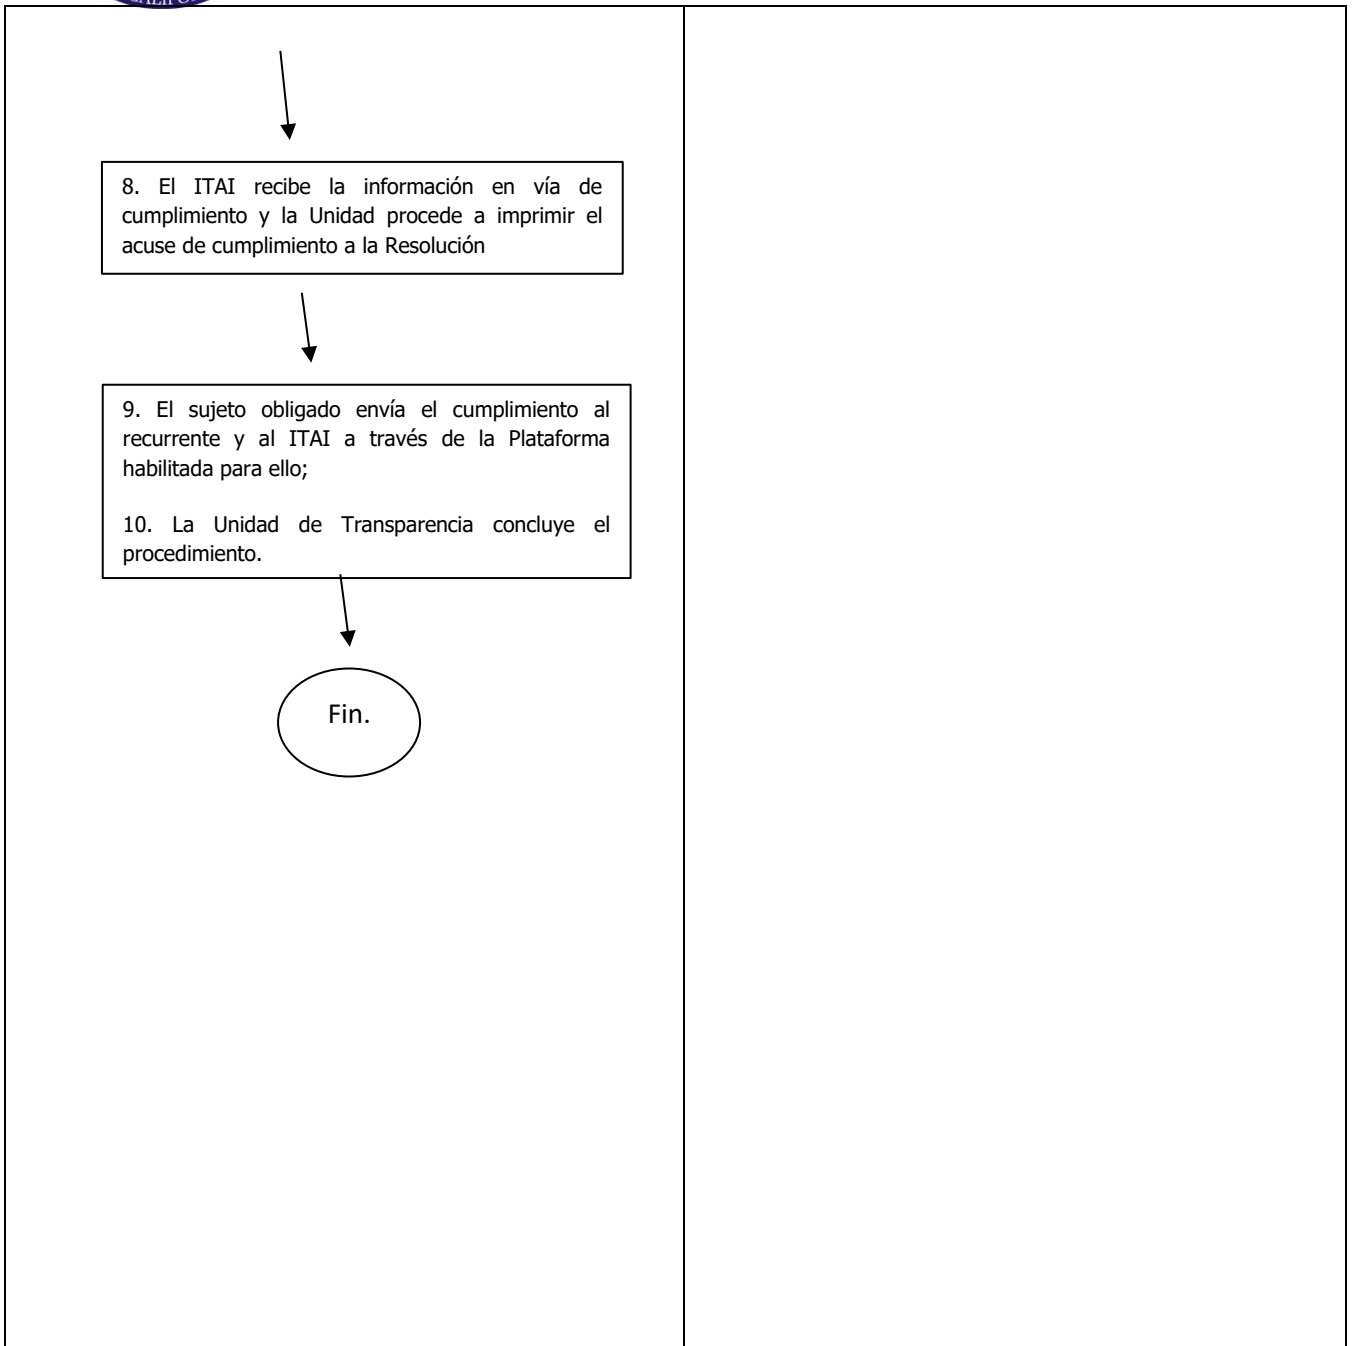 8. El ITAI recibe la información en vía de
cumplimiento y la Unidad procede a imprimir el
acuse de cumplimiento a la Resolución
9. El sujeto obligado envía el cumplimiento al
recurrente y al ITAI a través de la Plataforma
habilitada para ello;
10. La Unidad de Transparencia concluye el
procedimiento.
Fin.